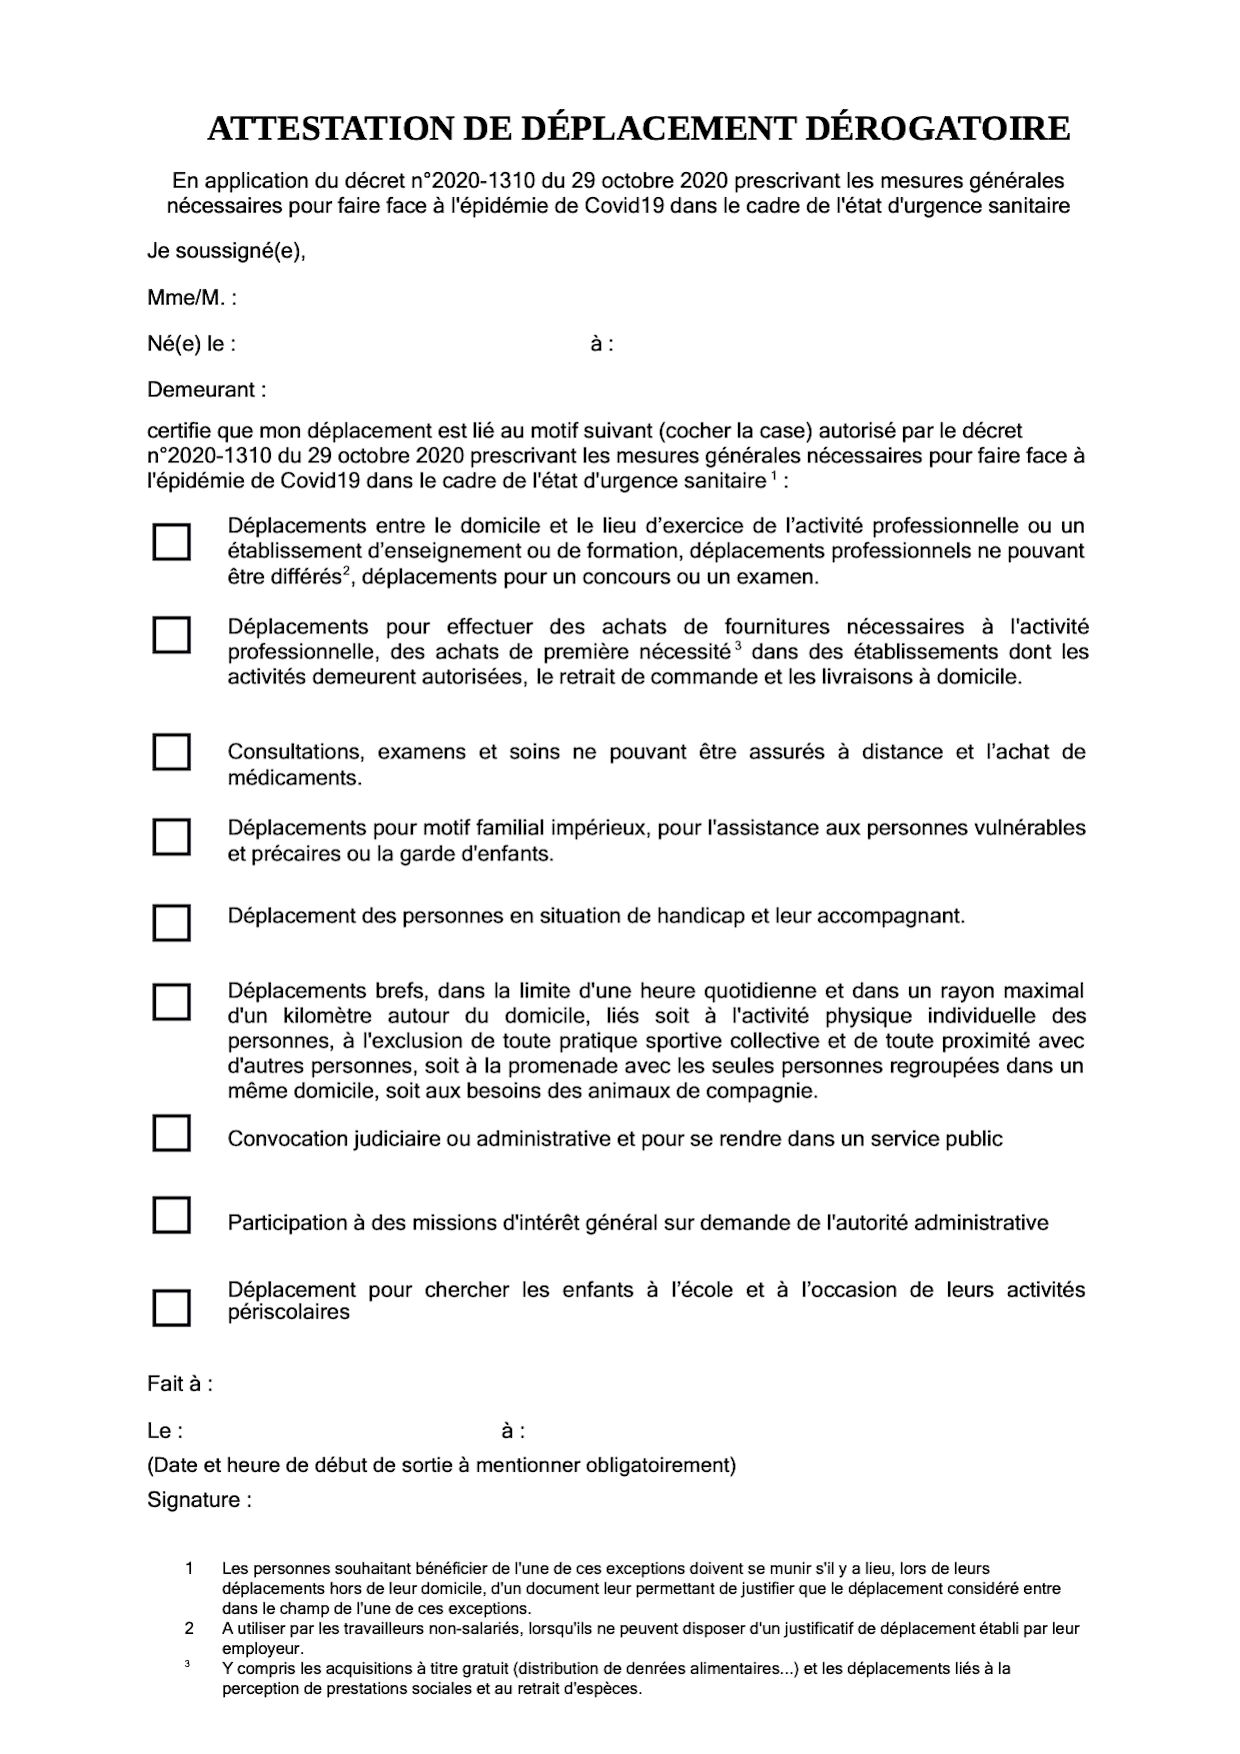 ATTESTATION DE DÉPLACEMENT DÉROGATOIRE
En application du décret n°2020-1310 du 29 octobre 2020 prescrivant les mesures générales
nécessaires pour faire face à l'épidémie de Covid19 dans le cadre de l'état d'urgence sanitaire
Je soussigné(e),
Mme/M. :
Né(e) le : à :
Demeurant :
certifie que mon déplacement est lié au motif suivant (cocher la case) autorisé par le décret
n°2020-1310 du 29 octobre 2020 prescrivant les mesures générales nécessaires pour faire face à
l'épidémie de Covid19 dans le cadre de l'état d'urgence sanitaire ¹ :
Déplacements entre le domicile et le lieu d’exercice de l’activité professionnelle ou un
établissement d’enseignement ou de formation, déplacements professionnels ne pouvant
être différés², déplacements pour un concours ou un examen.
Déplacements pour effectuer des achats de fournitures nécessaires à l'activité
professionnelle, des achats de première nécessité ³ dans des établissements dont les
activités demeurent autorisées, le retrait de commande et les livraisons à domicile.
Consultations, examens et soins ne pouvant être assurés à distance et l’achat de
médicaments.
Déplacements pour motif familial impérieux, pour l'assistance aux personnes vulnérables
et précaires ou la garde d'enfants.
Déplacement des personnes en situation de handicap et leur accompagnant.
Déplacements brefs, dans la limite d'une heure quotidienne et dans un rayon maximal
d'un kilomètre autour du domicile, liés soit à l'activité physique individuelle des
personnes, à l'exclusion de toute pratique sportive collective et de toute proximité avec
d'autres personnes, soit à la promenade avec les seules personnes regroupées dans un
même domicile, soit aux besoins des animaux de compagnie.
Convocation judiciaire ou administrative et pour se rendre dans un service public
Participation à des missions d'intérêt général sur demande de l'autorité administrative
Déplacement pour chercher les enfants à l’école et à l’occasion de leurs activités
périscolaires
Fait à :
Le : à :
(Date et heure de début de sortie à mentionner obligatoirement)
Signature :
1 Les personnes souhaitant bénéficier de l'une de ces exceptions doivent se munir s'il y a lieu, lors de leurs
déplacements hors de leur domicile, d'un document leur permettant de justifier que le déplacement considéré entre
dans le champ de l'une de ces exceptions.
2 A utiliser par les travailleurs non-salariés, lorsqu'ils ne peuvent disposer d'un justificatif de déplacement établi par leur
employeur.
³ Y compris les acquisitions à titre gratuit (distribution de denrées alimentaires...) et les déplacements liés à la
perception de prestations sociales et au retrait d'espèces.